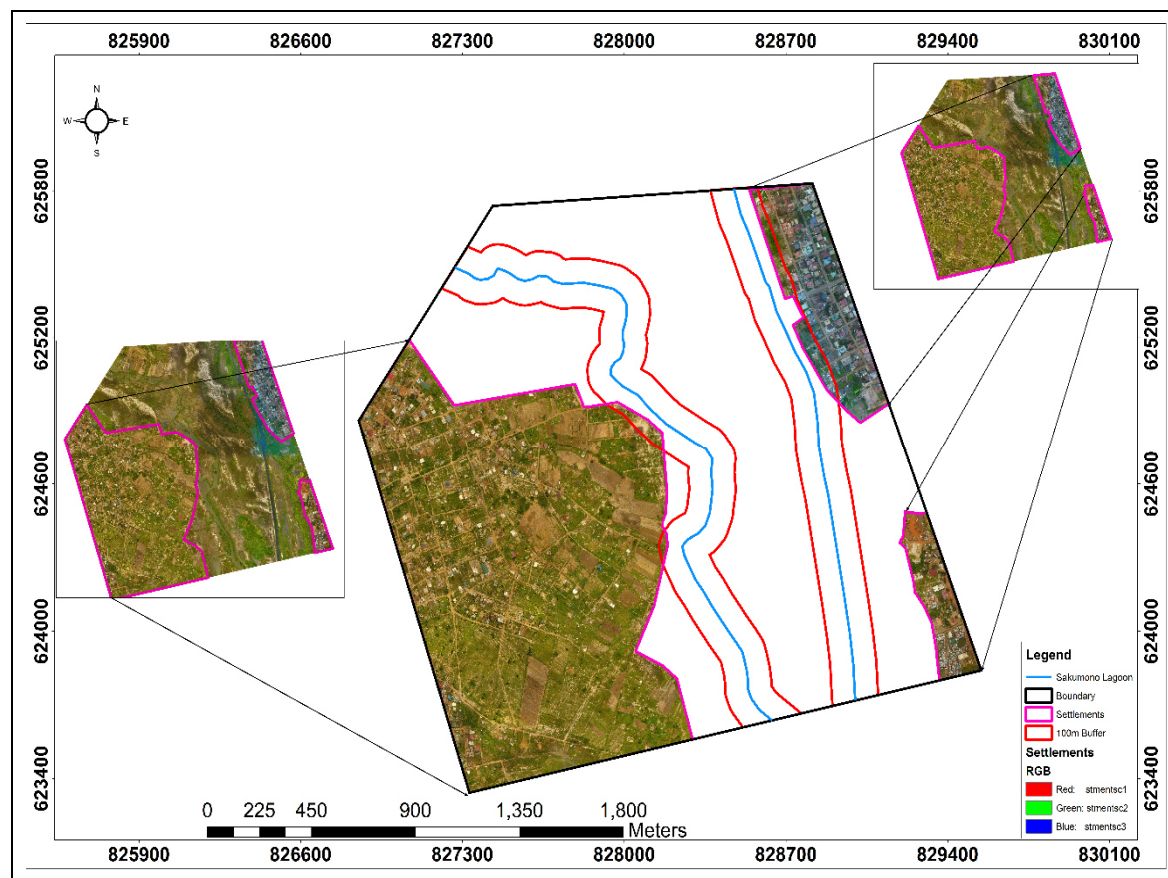 825900 826600 827300 828000 828700 829400 830100
N
W E
S
625800 625800
625200 625200
624600 624600
624000 624000
623400 623400
Legend
Sakumono Lagoon
Boundary
Settlements
100m Buffer
Settlements
RGB
Red: stmentsc1
Green: stmentsc2
Blue: stmentsc3
0 225 450 900 1,350 1,800
Meters
825900 826600 827300 828000 828700 829400 830100